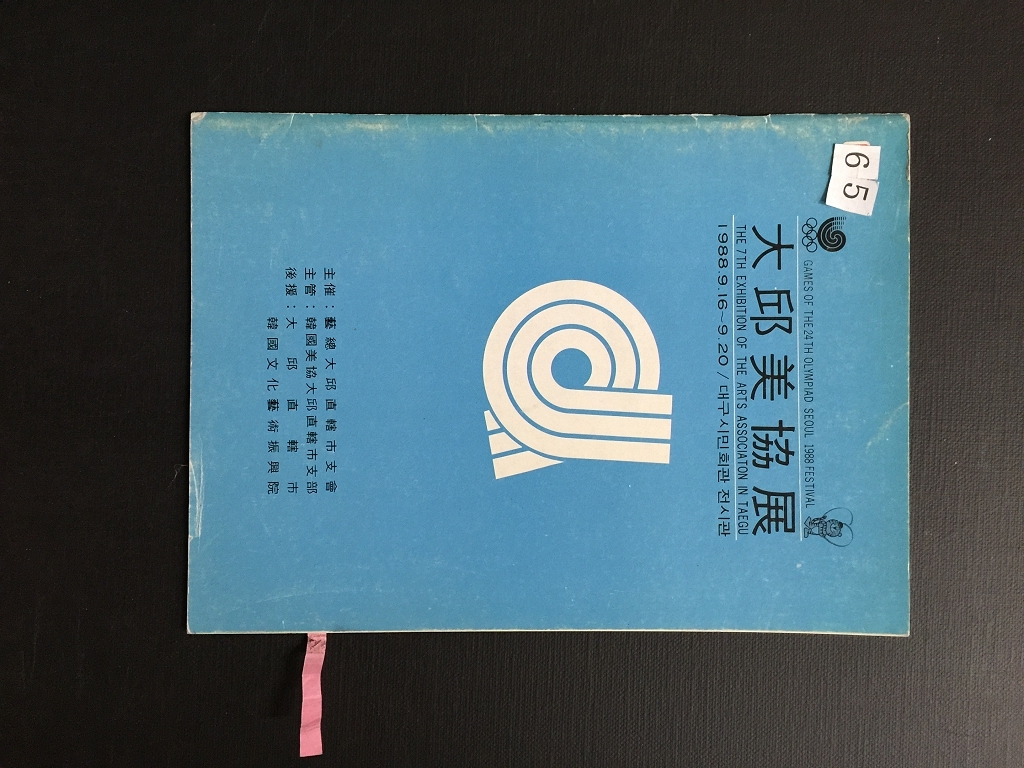 65
GAMES OF THE 24TH OLYMPIAD SEOUL 1988 FESTIVAL
大邱美協展
THE 7TH EXHIBITION OF THE ARTS ASSOCIATON IN TAEGU
1988.9.16~9.20 / 대구시민회관 전시관
主催 : 藝總大邱直轄市支會
主管 : 韓國美協大邱直轄市支部
後援 : 大邱直轄市
韓國文化藝術振興院